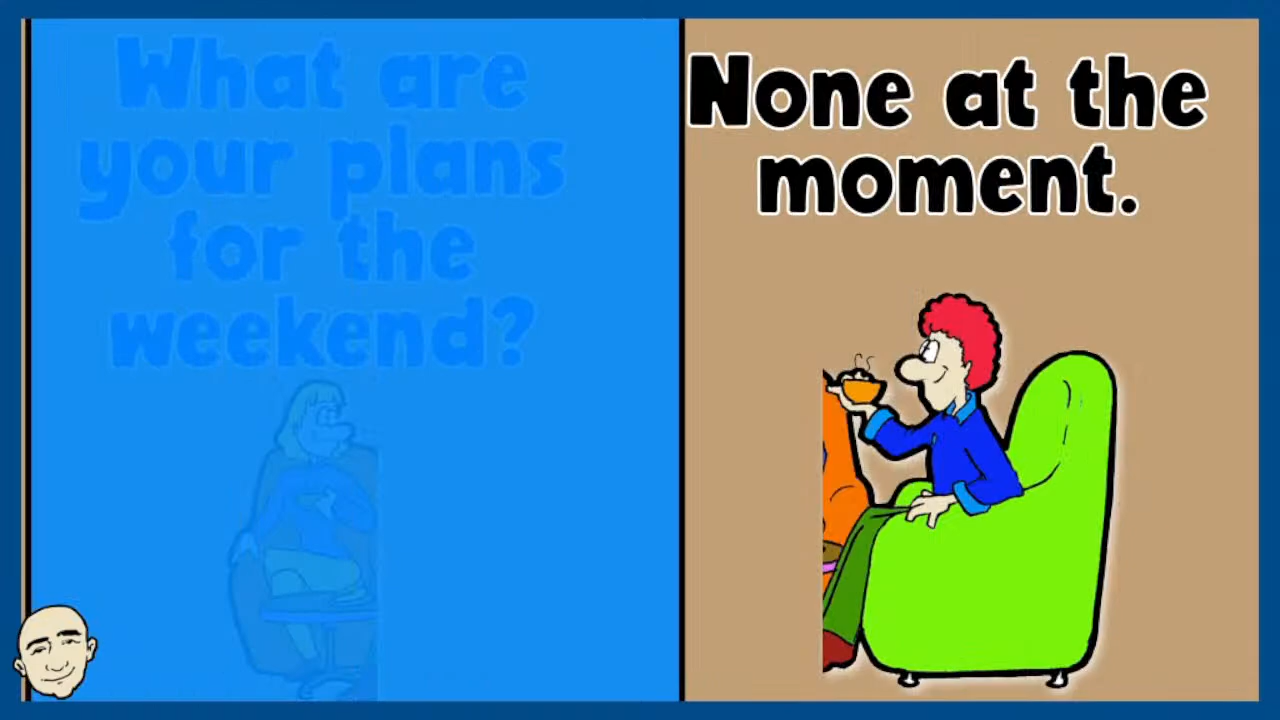 What are
your plans
for the
weekend?
None at the
moment.